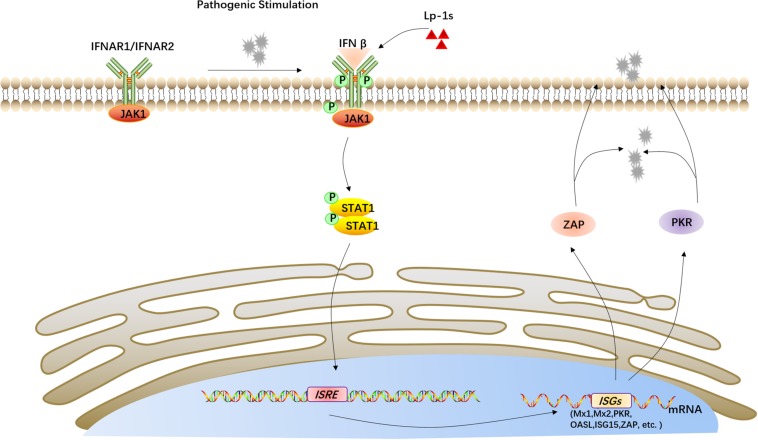 Pathogenic Stimulation
Lp-1s
IFNAR1/IFNAR2
IFN β
P
P
JAK1
P
JAK1
P
STAT1
P
STAT1
ZAP
PKR
ISRE
ISGs
mRNA
(Mx1,Mx2,PKR,
OASL,ISG15,ZAP, etc. )